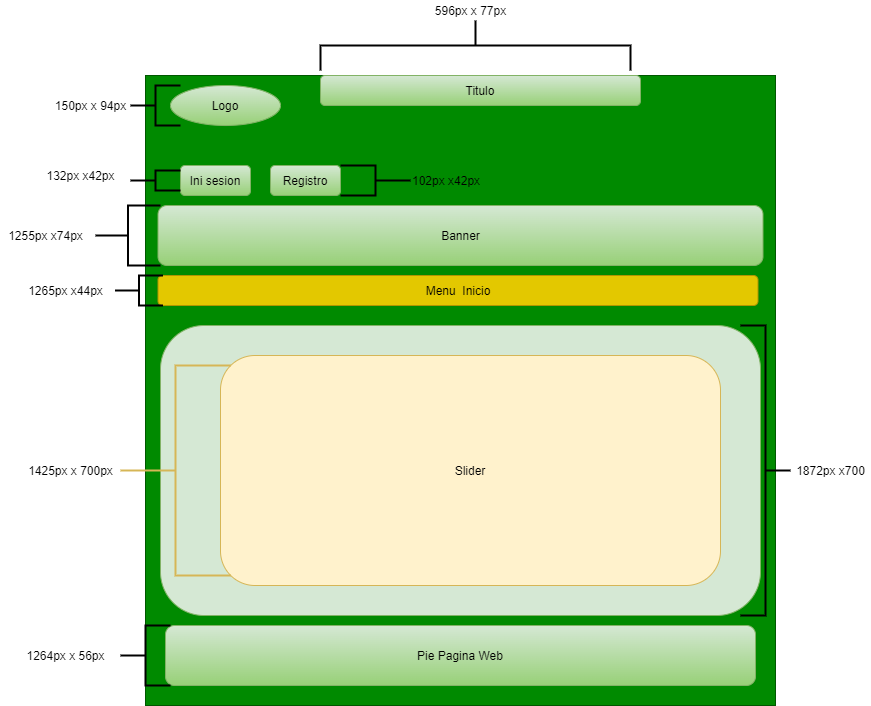 596px x 77px
Titulo
150px x 94px
Logo
132px x42px
Ini sesion
Registro
102px x42px
1255px x74px
Banner
1265px x44px
Menu  Inicio
1425px x 700px
Slider
1872px x700
1264px x 56px
Pie Pagina Web